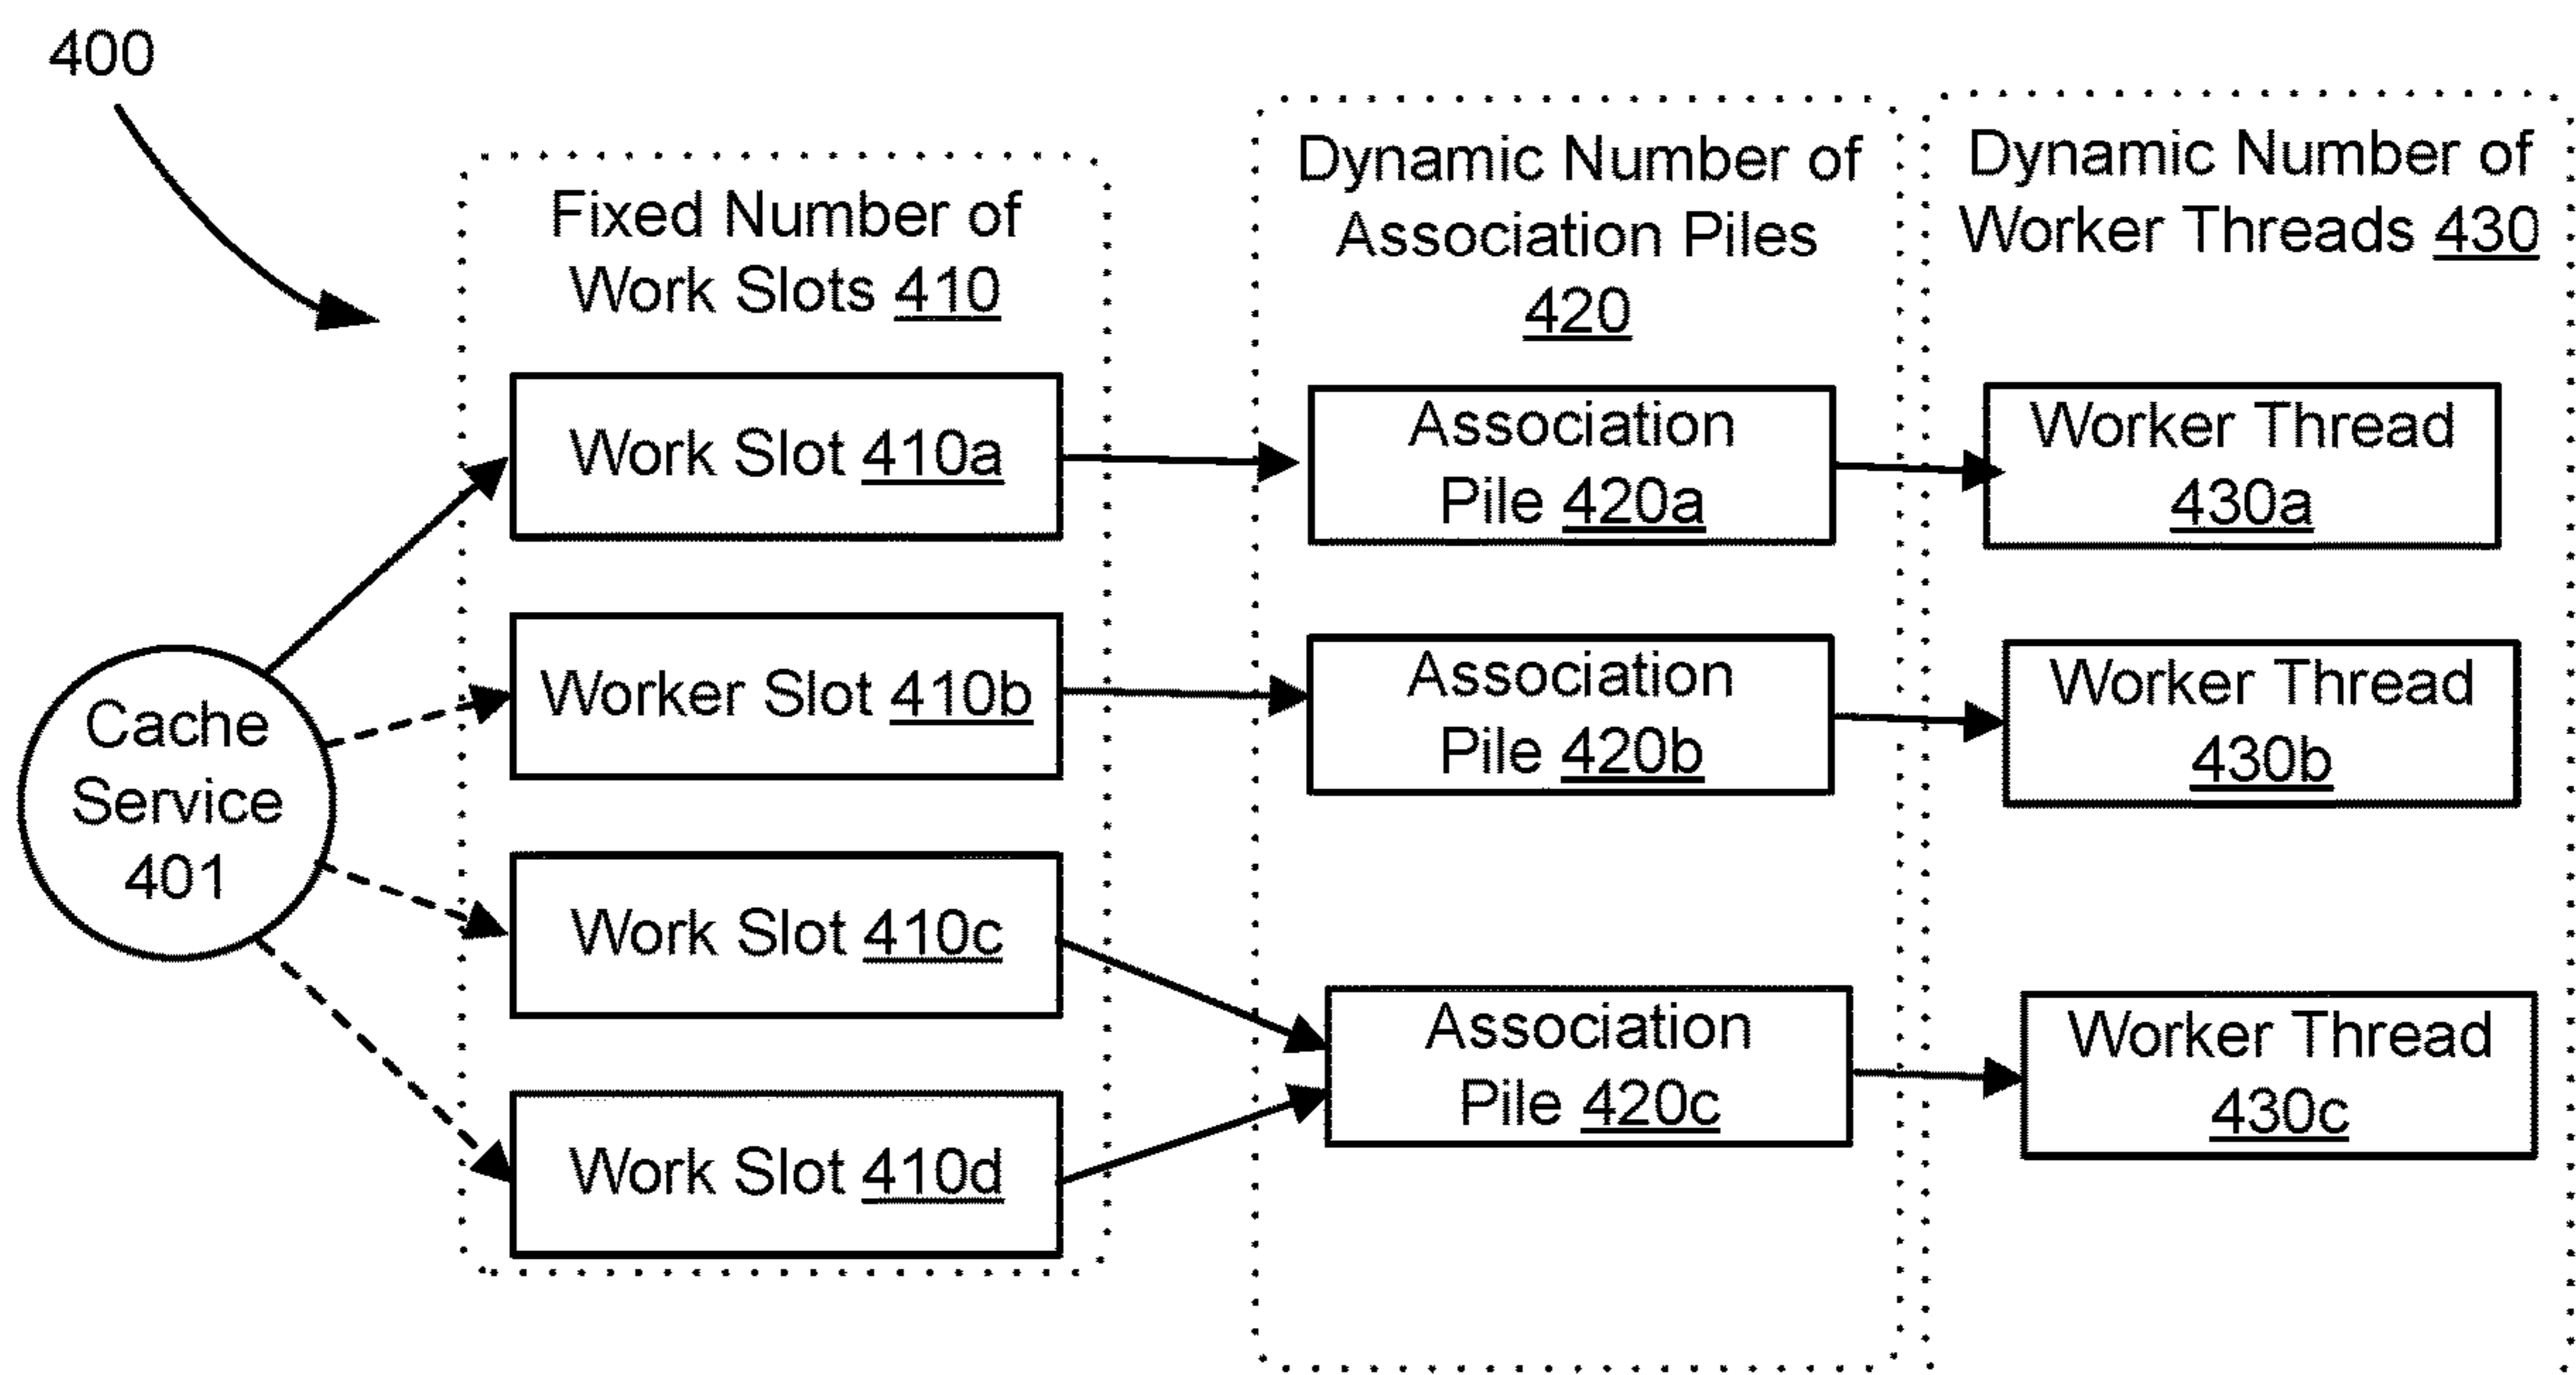 400
Fixed Number of
Work Slots 410
Dynamic Number of
Association Piles
420
Dynamic Number of
Worker Threads 430
Cache
Service
401
Work Slot 410a
Worker Slot 410b
Work Slot 410c
Work Slot 410d
Association
Pile 420a
Association
Pile 420b
Association
Pile 420c
Worker Thread
430a
Worker Thread
430b
Worker Thread
430c